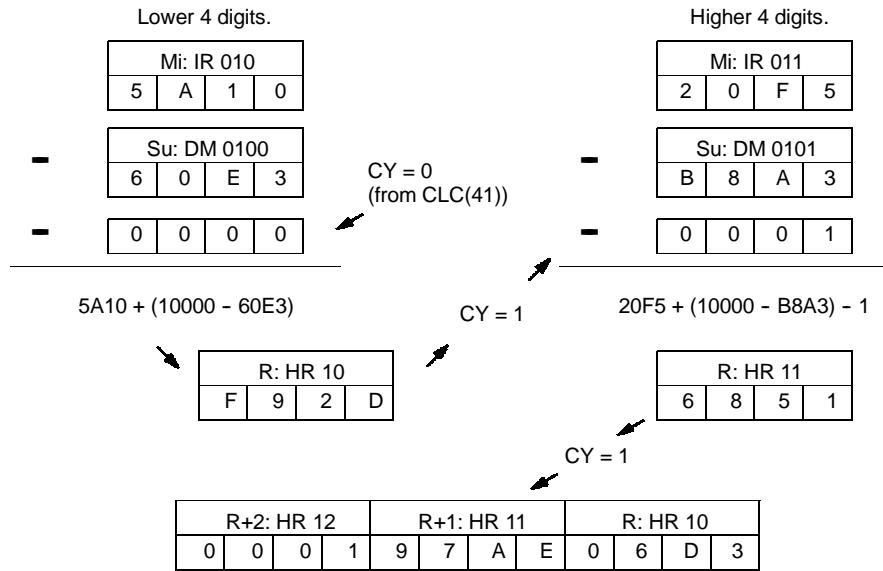 Lower 4 digits.
Higher 4 digits.
Mi: IR 010
5 A 1 0
Mi: IR 011
2 0 F 5
- Su: DM 0100
6 0 E 3
CY = 0
(from CLC(41))
- Su: DM 0101
B 8 A 3
- 0 0 0 0
- 0 0 0 1
5A10 + (10000 - 60E3)
CY = 1
20F5 + (10000 - B8A3) - 1
R: HR 10
F 9 2 D
R: HR 11
6 8 5 1
CY = 1
R+2: HR 12 R+1: HR 11 R: HR 10
0 0 0 1 9 7 A E 0 6 D 3